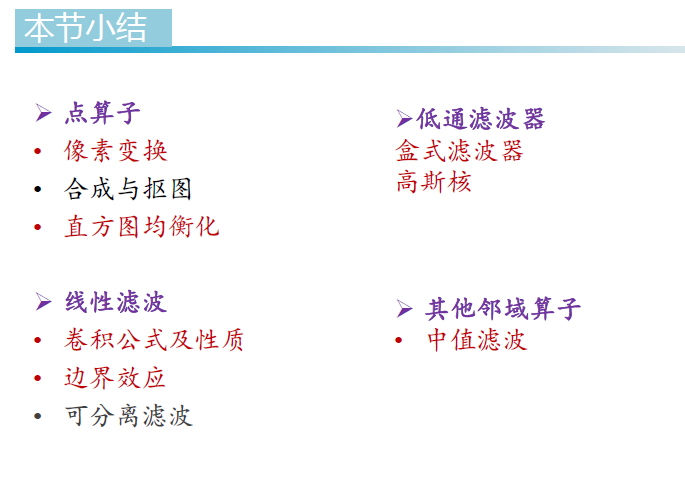 本节小结
点算子
像素变换
合成与抠图
直方图均衡化
线性滤波
卷积公式及性质
边界效应
可分离滤波
低通滤波器
盒式滤波器
高斯核
其他邻域算子
中值滤波